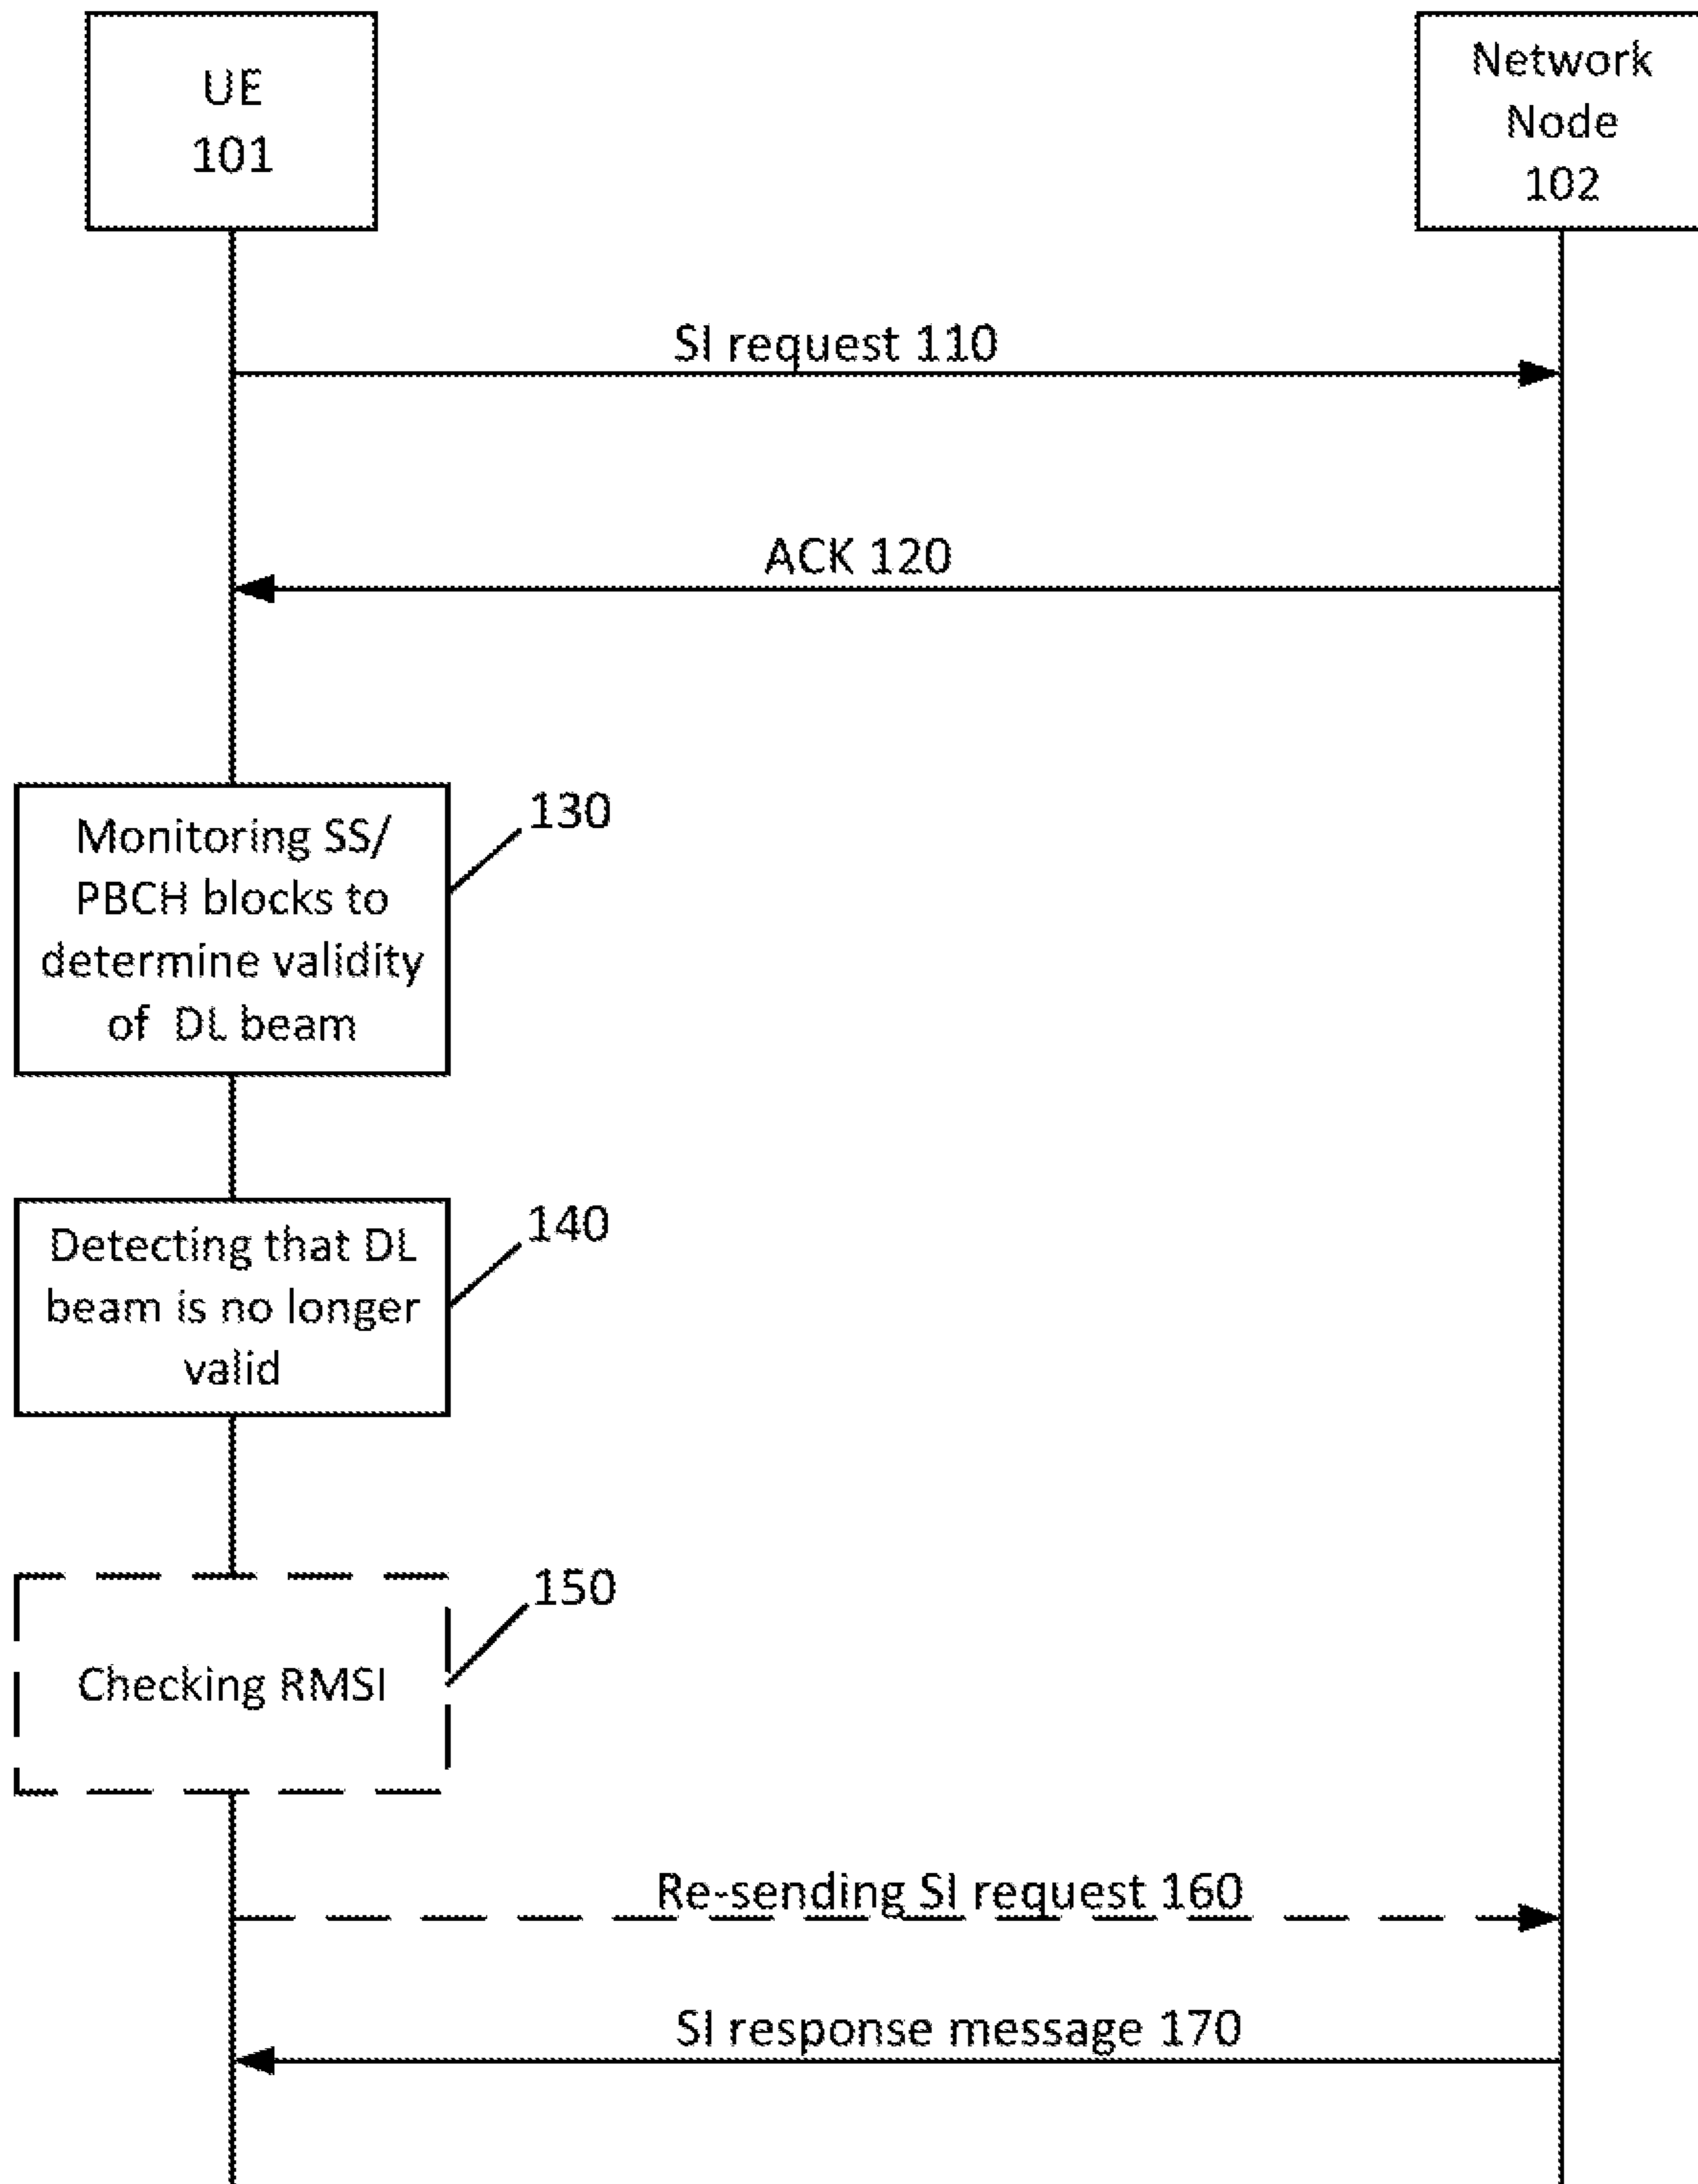 UE
101
Network
Node
102
SI request 110
ACK 120
Monitoring SS/
PBCH blocks to
determine validity
of DL beam
130
Detecting that DL
beam is no longer
valid
140
Checking RMSI
150
Re-sending SI request 160
SI response message 170